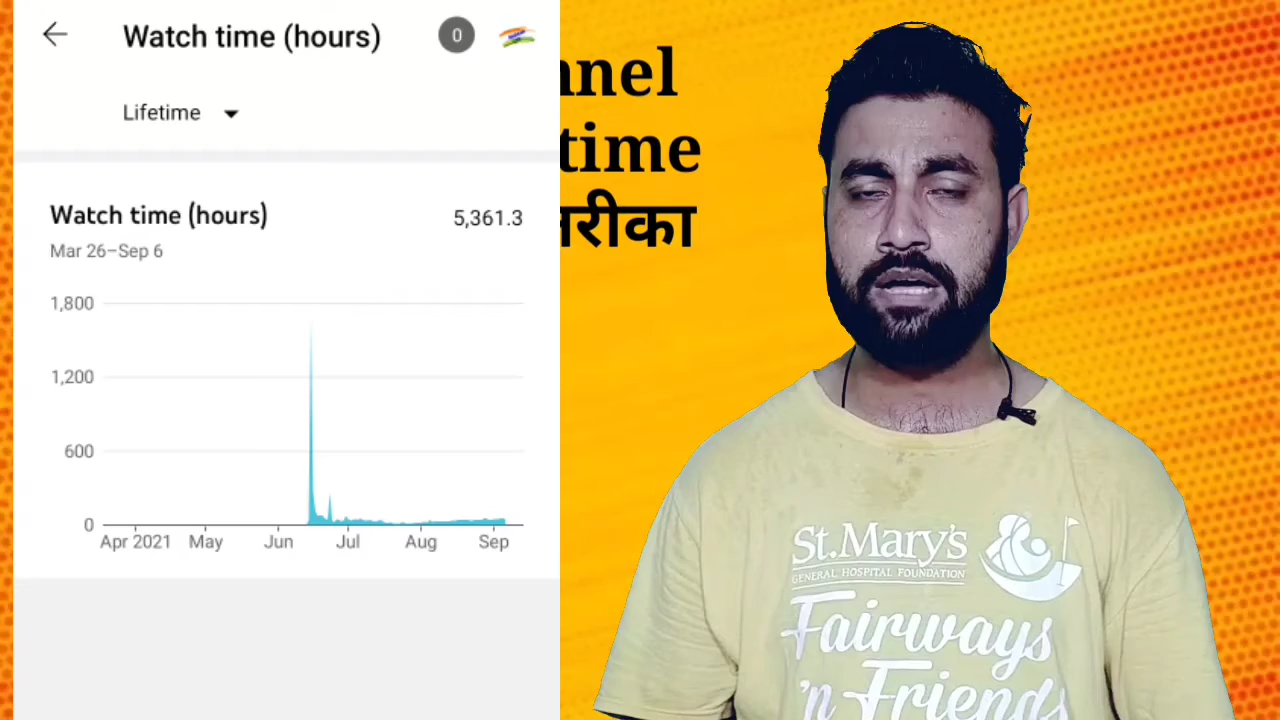 Watch time (hours)
0
Lifetime
Watch time (hours)
5,361.3
Mar 26–Sep 6
1,800
1,200
600
0
Apr 2021 May Jun Jul Aug Sep
time
St.Mary's
GENERAL HOSPITAL FOUNDATION
Fairways
'n Friends